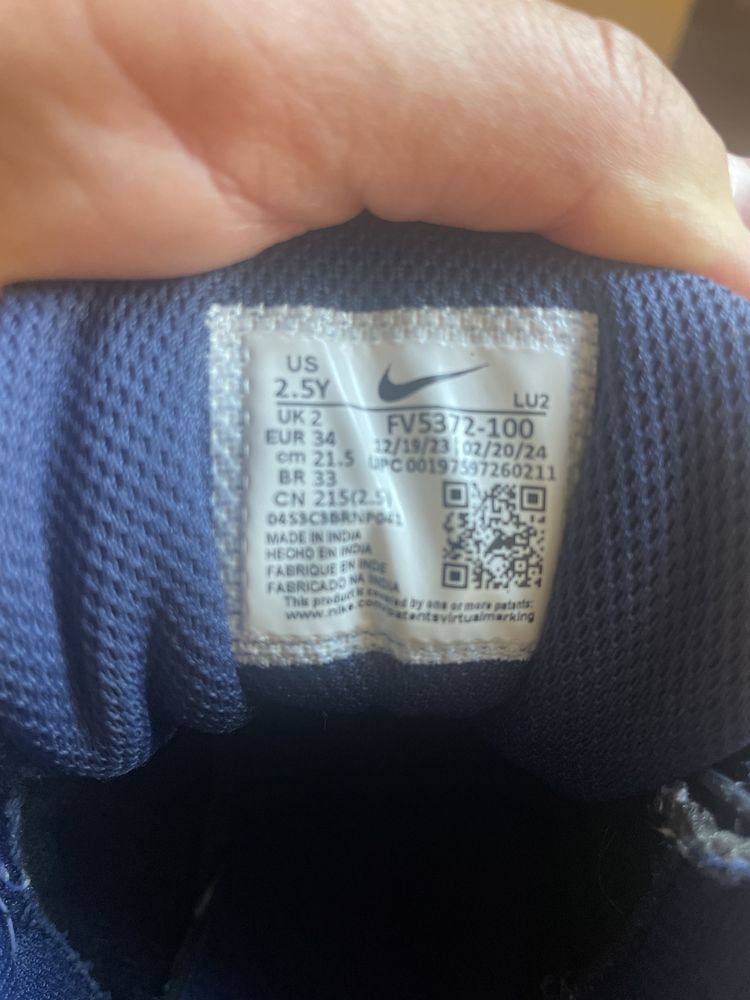 US
2.5Y
LU2
UK 2
FV5372-100
EUR 34
12/19/23 02/20/24
cm 21.5
UPC 00197597260211
BR 33
CN 215(2.5)
MADE IN INDIA
HECHO EN INDIA
FABRIQUE EN INDE
FABRICADO NA INDIA
This product is covered by one or more patents:
www.nike.com/patentsvirtualmarking